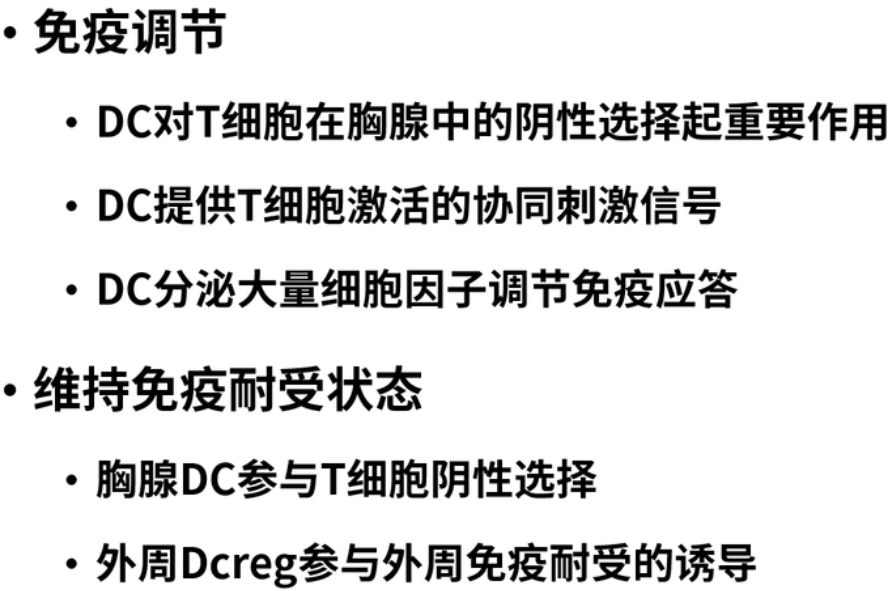 • 免疫调节
• DC对T细胞在胸腺中的阴性选择起重要作用
• DC提供T细胞激活的协同刺激信号
• DC分泌大量细胞因子调节免疫应答
• 维持免疫耐受状态
• 胸腺DC参与T细胞阴性选择
• 外周Dcreg参与外周免疫耐受的诱导